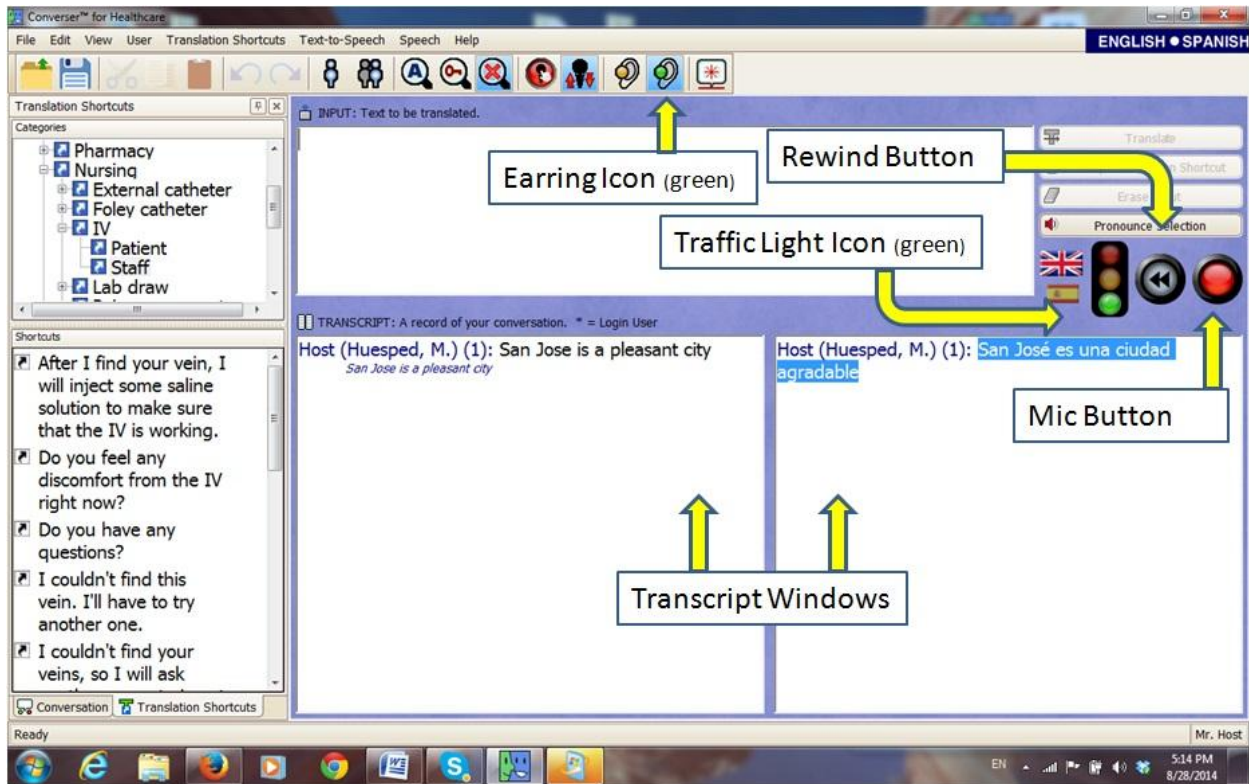 Converser™ for Healthcare
File Edit View User Translation Shortcuts Text-to-Speech Speech Help
ENGLISH • SPANISH
Translation Shortcuts
Categories
Pharmacy
Nursing
External catheter
Foley catheter
IV
Patient
Staff
Lab draw
Shortcuts
After I find your vein, I
will inject some saline
solution to make sure
that the IV is working.
Do you feel any
discomfort from the IV
right now?
Do you have any
questions?
I couldn't find this
vein. I'll have to try
another one.
I couldn't find your
veins, so I will ask
Conversation Translation Shortcuts
INPUT: Text to be translated.
Earring Icon (green)
Rewind Button
Traffic Light Icon (green)
Translate
Shortcut
Pronounce Selection
TRANSCRIPT: A record of your conversation. * = Login User
Host (Huesped, M.) (1): San Jose is a pleasant city
San Jose is a pleasant city
Host (Huesped, M.) (1): San José es una ciudad
agradable
Mic Button
Transcript Windows
Ready
Mr. Host
EN
5:14 PM
8/28/2014